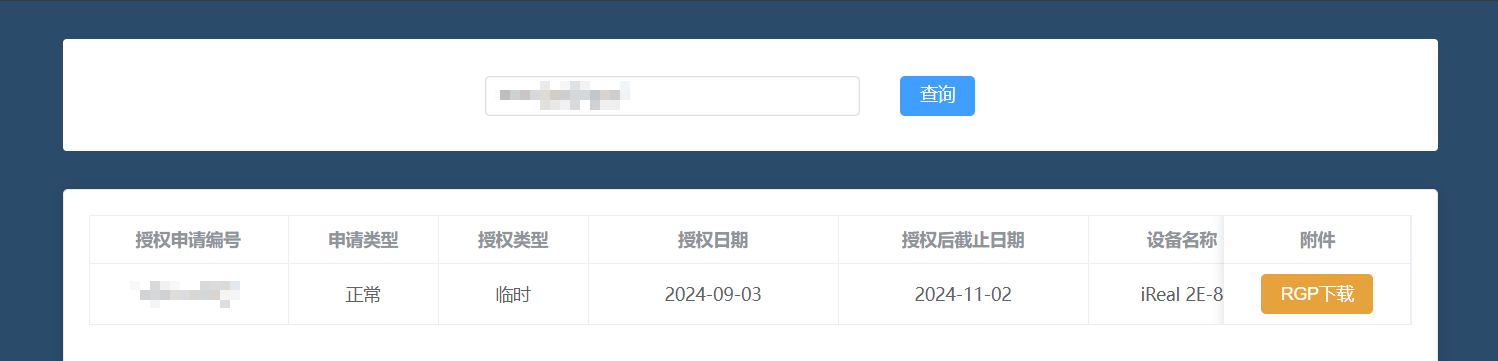 查询
授权申请编号 申请类型 授权类型 授权日期 授权后截止日期 设备名称 附件
正常 临时 2024-09-03 2024-11-02 iReal 2E-8 RGP下载